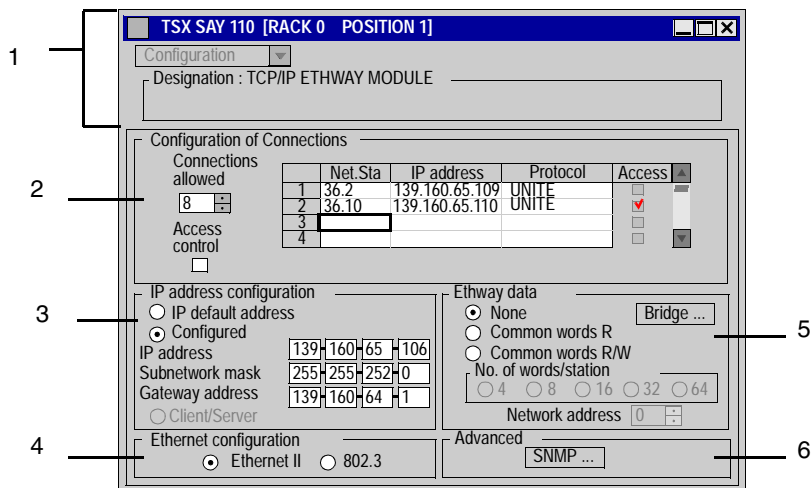 TSX SAY 110 [RACK 0 POSITION 1]
1
Configuration
Designation : TCP/IP ETHWAY MODULE
Configuration of Connections
2
Connections allowed
8
Access control
Net.Sta IP address Protocol Access
1 36.2 139.160.65.109 UNITE
2 36.10 139.160.65.110 UNITE
3
4
3
IP address configuration
IP default address
Configured
IP address 139 160 65 106
Subnetwork mask 255 255 252 0
Gateway address 139 160 64 1
Client/Server
Ethway data
5
None Bridge ...
Common words R
Common words R/W
No. of words/station
4 8 16 32 64
Network address 0
4
Ethernet configuration
Ethernet II 802.3
Advanced
6
SNMP ...